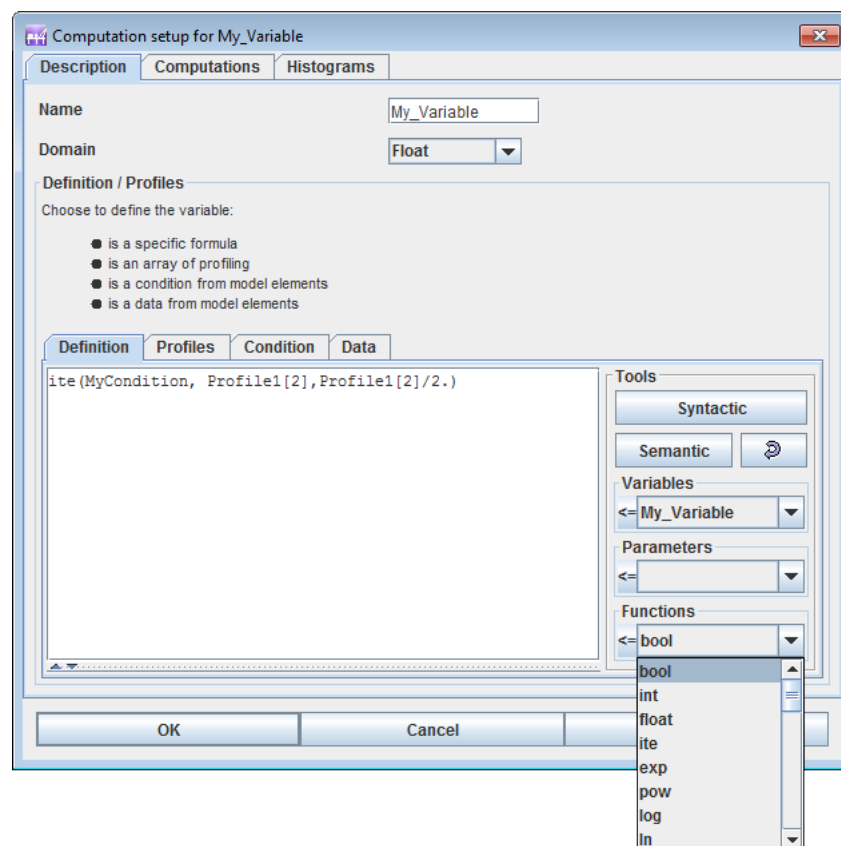 Computation setup for My_Variable
Description Computations Histograms
Name My_Variable
Domain Float
Definition / Profiles
Choose to define the variable:
is a specific formula
is an array of profiling
is a condition from model elements
is a data from model elements
Definition Profiles Condition Data
ite(MyCondition, Profile1[2],Profile1[2]/2.)
Tools
Syntactic
Semantic
Variables
<= My_Variable
Parameters
<=
Functions
<= bool
bool
int
float
ite
exp
pow
log
ln
OK Cancel